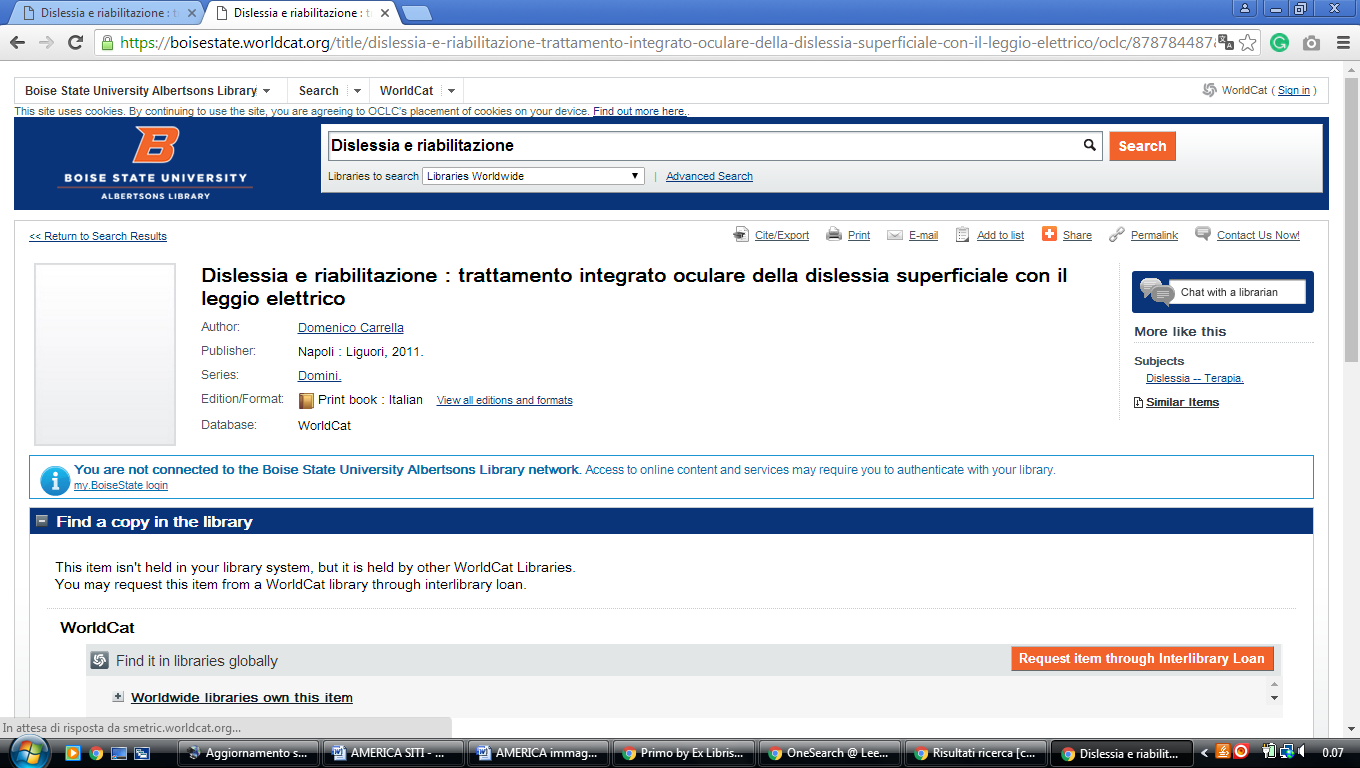 Dislessia e riabilitazione : t
Dislessia e riabilitazione : t
https://boisestate.worldcat.org/title/dislessia-e-riabilitazione-trattamento-integrato-oculare-della-dislessia-superficiale-con-il-leggio-elettrico/oclc/878784487
Boise State University Albertsons Library Search WorldCat WorldCat ( Sign in )
This site uses cookies. By continuing to use the site, you are agreeing to OCLC's placement of cookies on your device. Find out more here..
B
BOISE STATE UNIVERSITY
ALBERTSONS LIBRARY
Dislessia e riabilitazione Search
Libraries to search Libraries Worldwide | Advanced Search
<< Return to Search Results Cite/Export Print E-mail Add to list Share Permalink Contact Us Now!
Dislessia e riabilitazione : trattamento integrato oculare della dislessia superficiale con il
leggio elettrico
Author: Domenico Carrella
Publisher: Napoli : Liguori, 2011.
Series: Domini.
Edition/Format: Print book : Italian View all editions and formats
Database: WorldCat
Chat with a librarian
More like this
Subjects
Dislessia -- Terapia.
Similar Items
You are not connected to the Boise State University Albertsons Library network. Access to online content and services may require you to authenticate with your library.
my.BoiseState login
Find a copy in the library
This item isn't held in your library system, but it is held by other WorldCat Libraries.
You may request this item from a WorldCat library through interlibrary loan.
WorldCat
Find it in libraries globally Request item through Interlibrary Loan
Worldwide libraries own this item
In attesa di risposta da smetric.worldcat.org...
Aggiornamento s... AMERICA SITI - ... AMERICA immag... Primo by Ex Libris... OneSearch @ Lee... Risultati ricerca [c... Dislessia e riabilit... 0.07